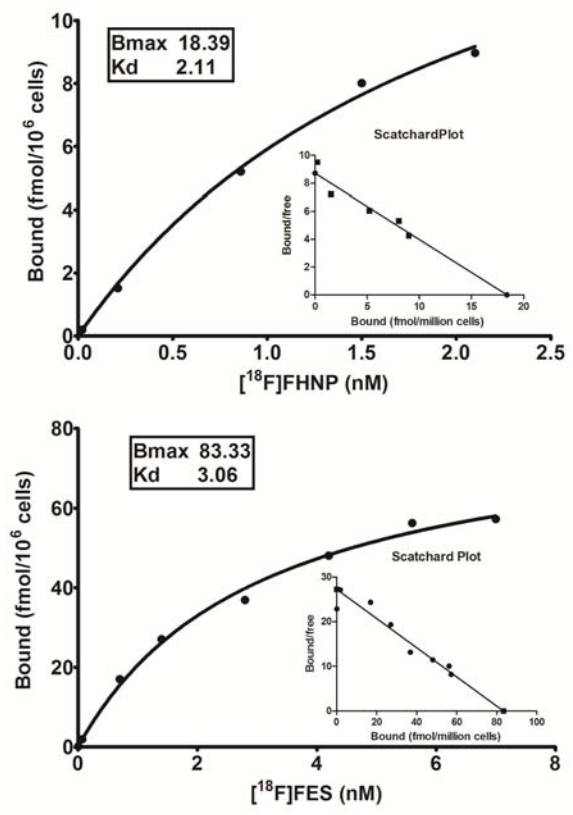 10
Bmax 18.39
Kd 2.11
8
6
4
2
0
Bound (fmol/10⁶ cells)
ScatchardPlot
10
8
6
4
2
0
Bound/free
0 5 10 15 20
Bound (fmol/million cells)
0.0 0.5 1.0 1.5 2.0 2.5
[¹⁸F]FHNP (nM)
80
Bmax 83.33
Kd 3.06
60
40
20
0
Bound (fmol/10⁶ cells)
Scatchard Plot
30
20
10
0
Bound/free
0 20 40 60 80 100
Bound (fmol/million cells)
0 2 4 6 8
[¹⁸F]FES (nM)